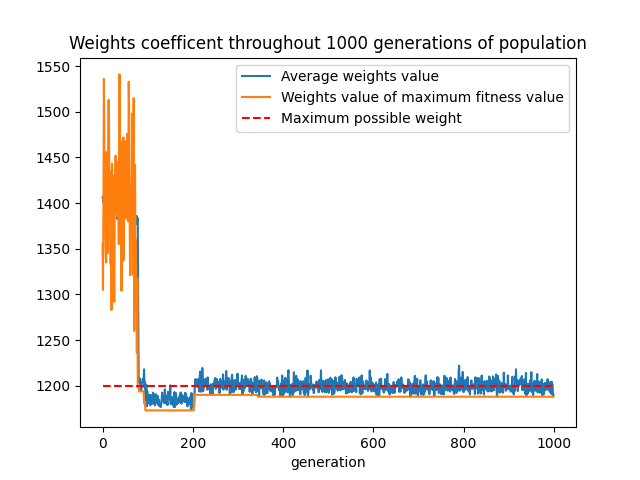 Weights coefficent throughout 1000 generations of population
1550
1500
1450
1400
1350
1300
1250
1200
Average weights value
Weights value of maximum fitness value
Maximum possible weight
0 200 400 600 800 1000
generation